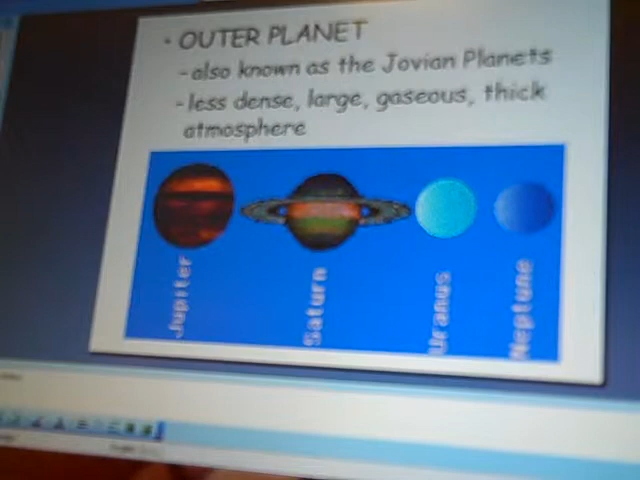 • OUTER PLANET
-also known as the Jovian Planets
-less dense, large, gaseous, thick
atmosphere
Jupiter
Saturn
Uranus
Neptune